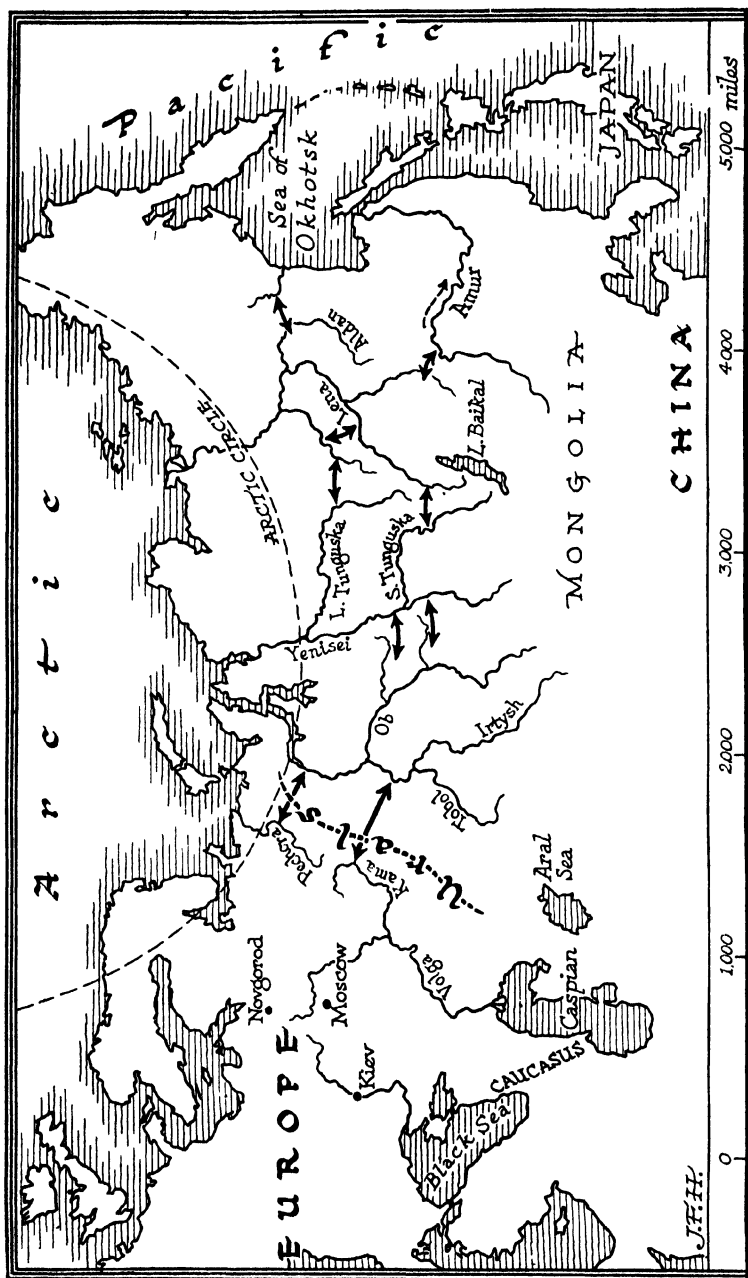 Arctic
Pacific
ARCTIC CIRCLE
Sea of
Okhotsk
EUROPE
Novgorod
Moscow
Kiev
Pechora
Urals
Kama
Volga
Tobol
Irtysh
Ob
Yenisei
L. Tunguska
S. Tunguska
Lena
Aldan
Amur
L. Baikal
Black Sea
CAUCASUS
Caspian
Aral
Sea
MONGOLIA
CHINA
JAPAN
J.F.H.
0 1,000 2,000 3,000 4,000 5,000 miles